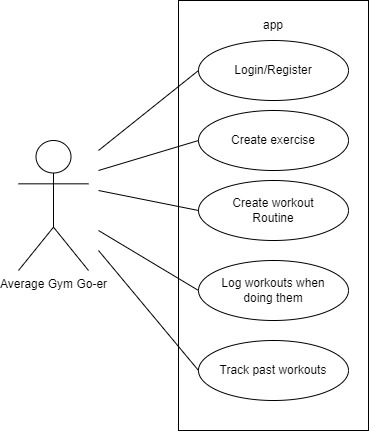 app
Login/Register
Create exercise
Create workout
Routine
Log workouts when
doing them
Track past workouts
Average Gym Go-er